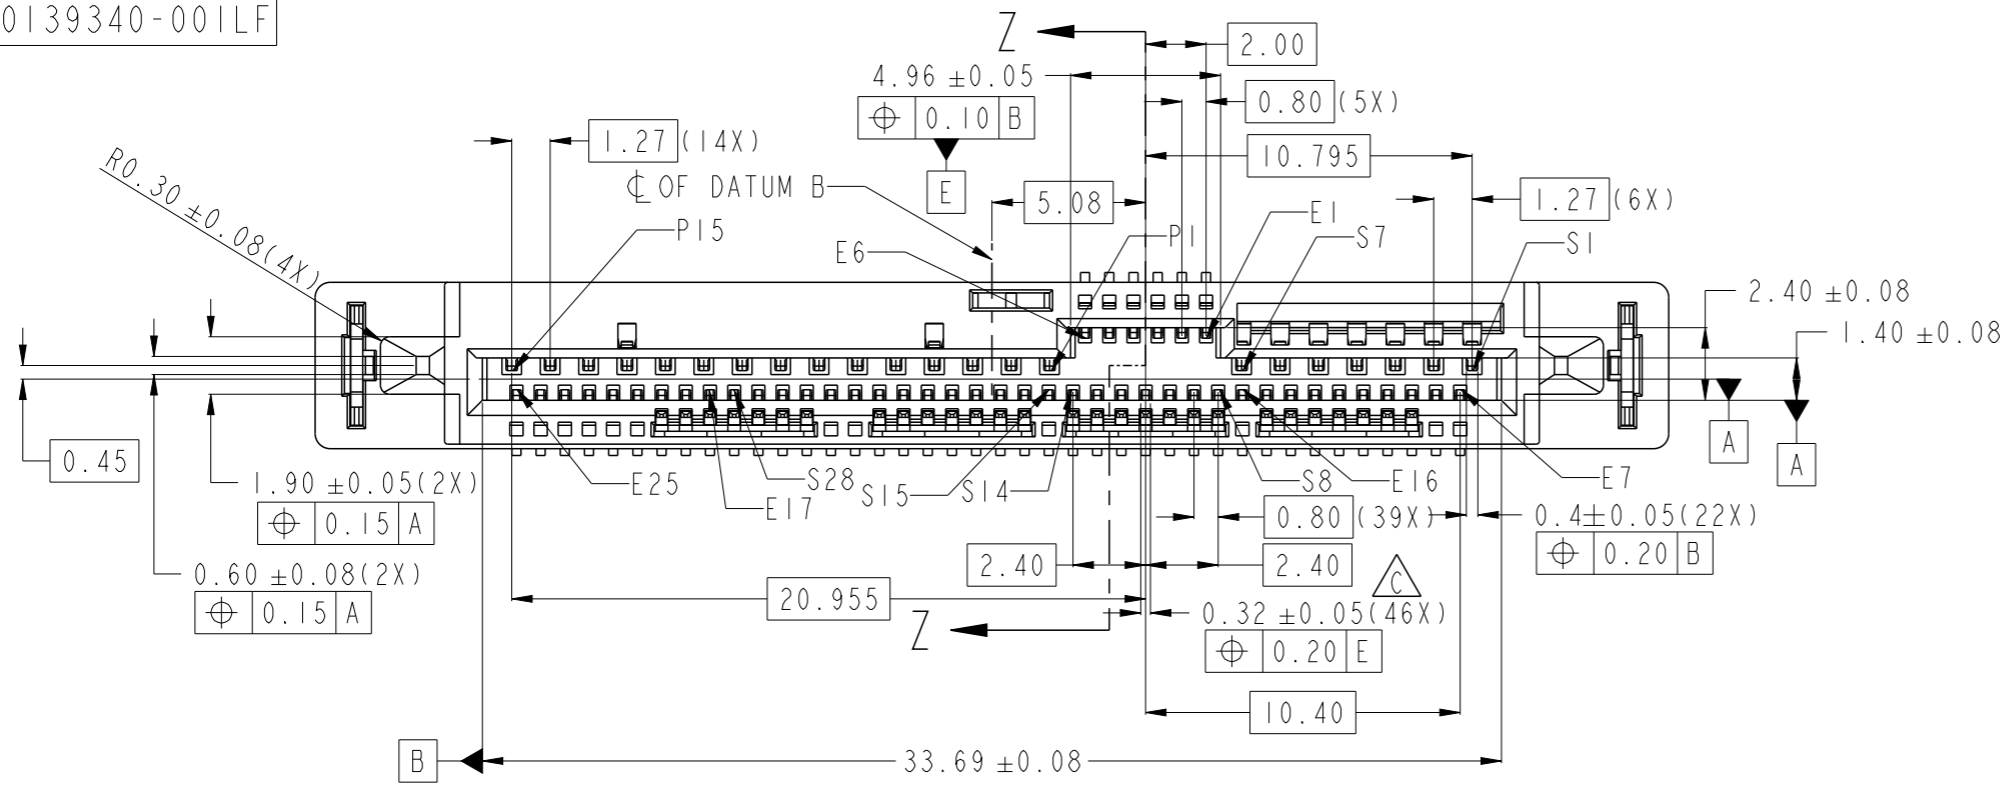 0139340-001LF
Z
2.00
4.96 ±0.05
⌖ 0.10 B
0.80 (5X)
1.27 (14X)
10.795
R0.30 ±0.08(4X)
℄ OF DATUM B
E
5.08
1.27 (6X)
P15
E6
P1
E1
S7
S1
2.40 ±0.08
1.40 ±0.08
0.45
A
A
1.90 ±0.05(2X)
⌖ 0.15 A
E25
E17
S28
S15
S14
S8
E16
E7
0.80 (39X)
0.4±0.05(22X)
⌖ 0.20 B
0.60 ±0.08(2X)
⌖ 0.15 A
2.40
2.40
C
20.955
Z
0.32 ±0.05(46X)
⌖ 0.20 E
10.40
B
33.69 ±0.08